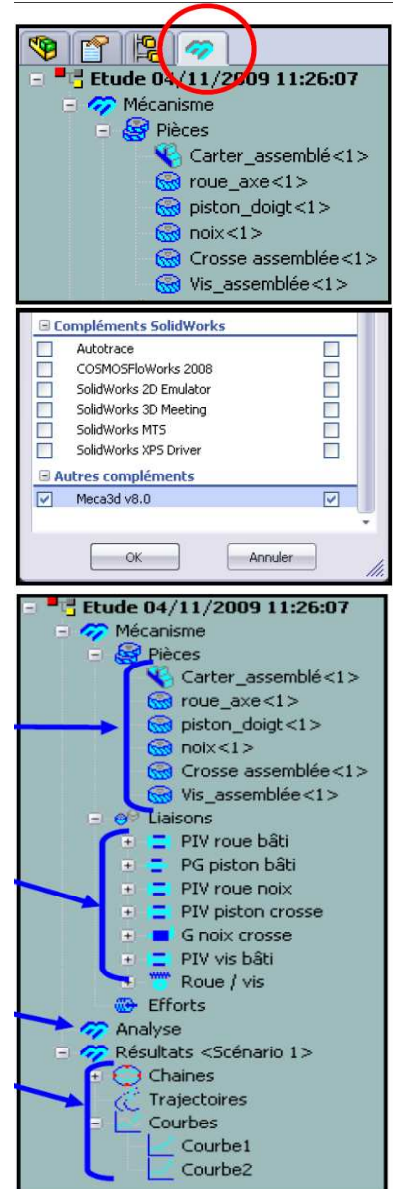 Etude 04/11/2009 11:26:07
Mécanisme
Pièces
Carter_assemblé<1>
roue_axe<1>
piston_doigt<1>
noix<1>
Crosse assemblée<1>
Vis_assemblée<1>
Compléments SolidWorks
Autotrace
COSMOSFloWorks 2008
SolidWorks 2D Emulator
SolidWorks 3D Meeting
SolidWorks MTS
SolidWorks XPS Driver
Autres compléments
Meca3d v8.0
OK Annuler
Etude 04/11/2009 11:26:07
Mécanisme
Pièces
Carter_assemblé<1>
roue_axe<1>
piston_doigt<1>
noix<1>
Crosse assemblée<1>
Vis_assemblée<1>
Liaisons
PIV roue bâti
PG piston bâti
PIV roue noix
PIV piston crosse
G noix crosse
PIV vis bâti
Roue / vis
Efforts
Analyse
Résultats <Scénario 1>
Chaines
Trajectoires
Courbes
Courbe1
Courbe2